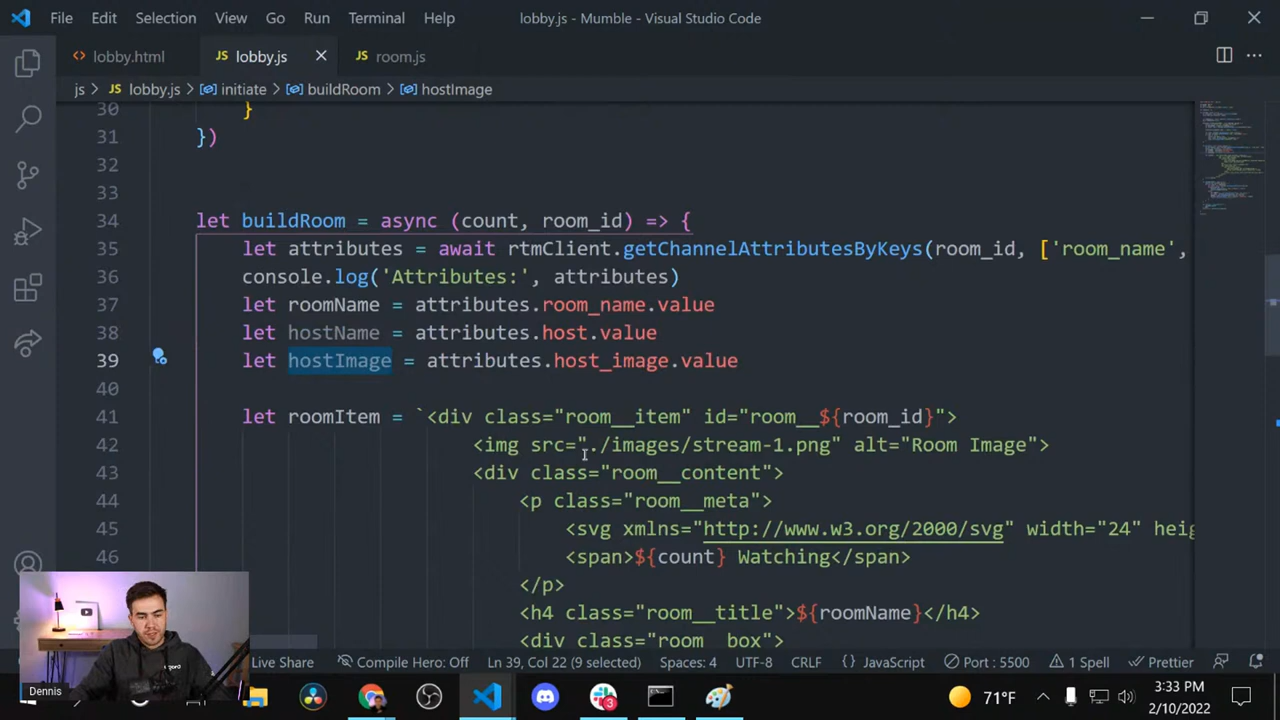 File Edit Selection View Go Run Terminal Help lobby.js - Mumble - Visual Studio Code
lobby.html JS lobby.js JS room.js
js > JS lobby.js > initiate > buildRoom > hostImage
30 }
31 })
32
33
34 let buildRoom = async (count, room_id) => {
35 let attributes = await rtmClient.getChannelAttributesByKeys(room_id, ['room_name',
36 console.log('Attributes:', attributes)
37 let roomName = attributes.room_name.value
38 let hostName = attributes.host.value
39 let hostImage = attributes.host_image.value
40
41 let roomItem = `<div class="room__item" id="room__${room_id}">
42 <img src="./images/stream-1.png" alt="Room Image">
43 <div class="room__content">
44 <p class="room__meta">
45 <svg xmlns="http://www.w3.org/2000/svg" width="24" heig
46 <span>${count} Watching</span>
</p>
<h4 class="room__title">${roomName}</h4>
<div class="room__box">
Live Share Compile Hero: Off Ln 39, Col 22 (9 selected) Spaces: 4 UTF-8 CRLF {} JavaScript Port : 5500 1 Spell Prettier
Dennis 3 71°F 3:33 PM
2/10/2022